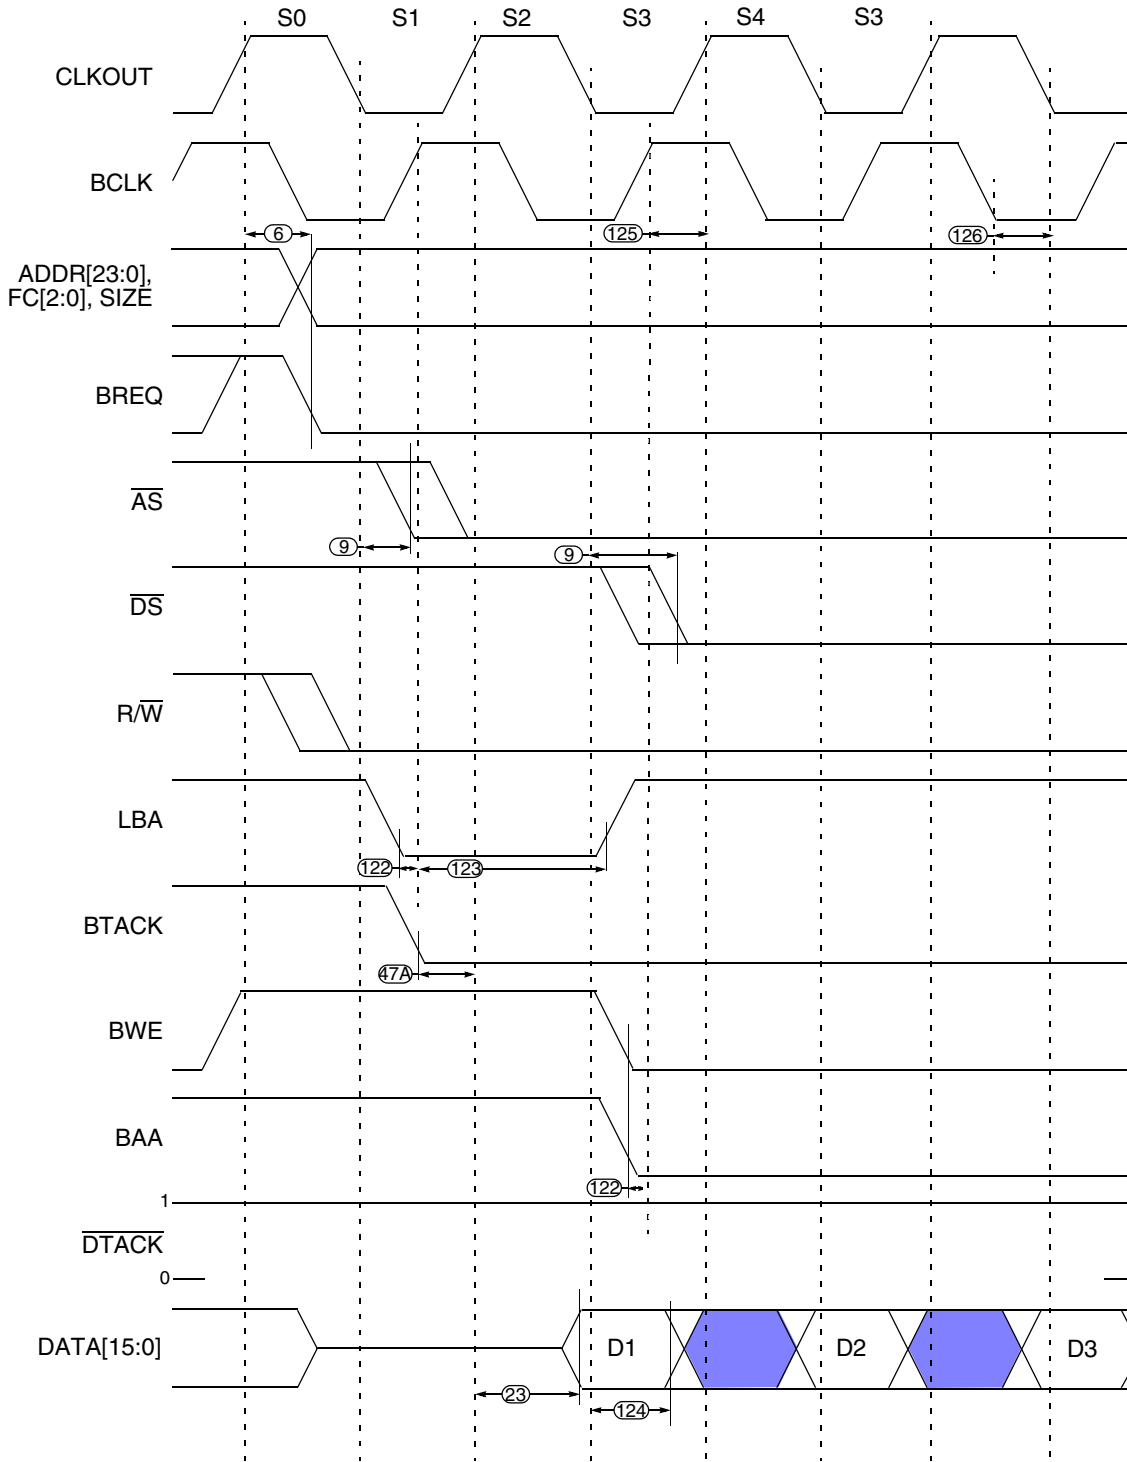 S0 S1 S2 S3 S4 S3
CLKOUT
BCLK
6 125 126
ADDR[23:0],
FC[2:0], SIZE
BREQ
AS
9 9
DS
R/W
LBA
122 123
BTACK
47A
BWE
BAA
122
1
DTACK
0
DATA[15:0] D1 D2 D3
23
124